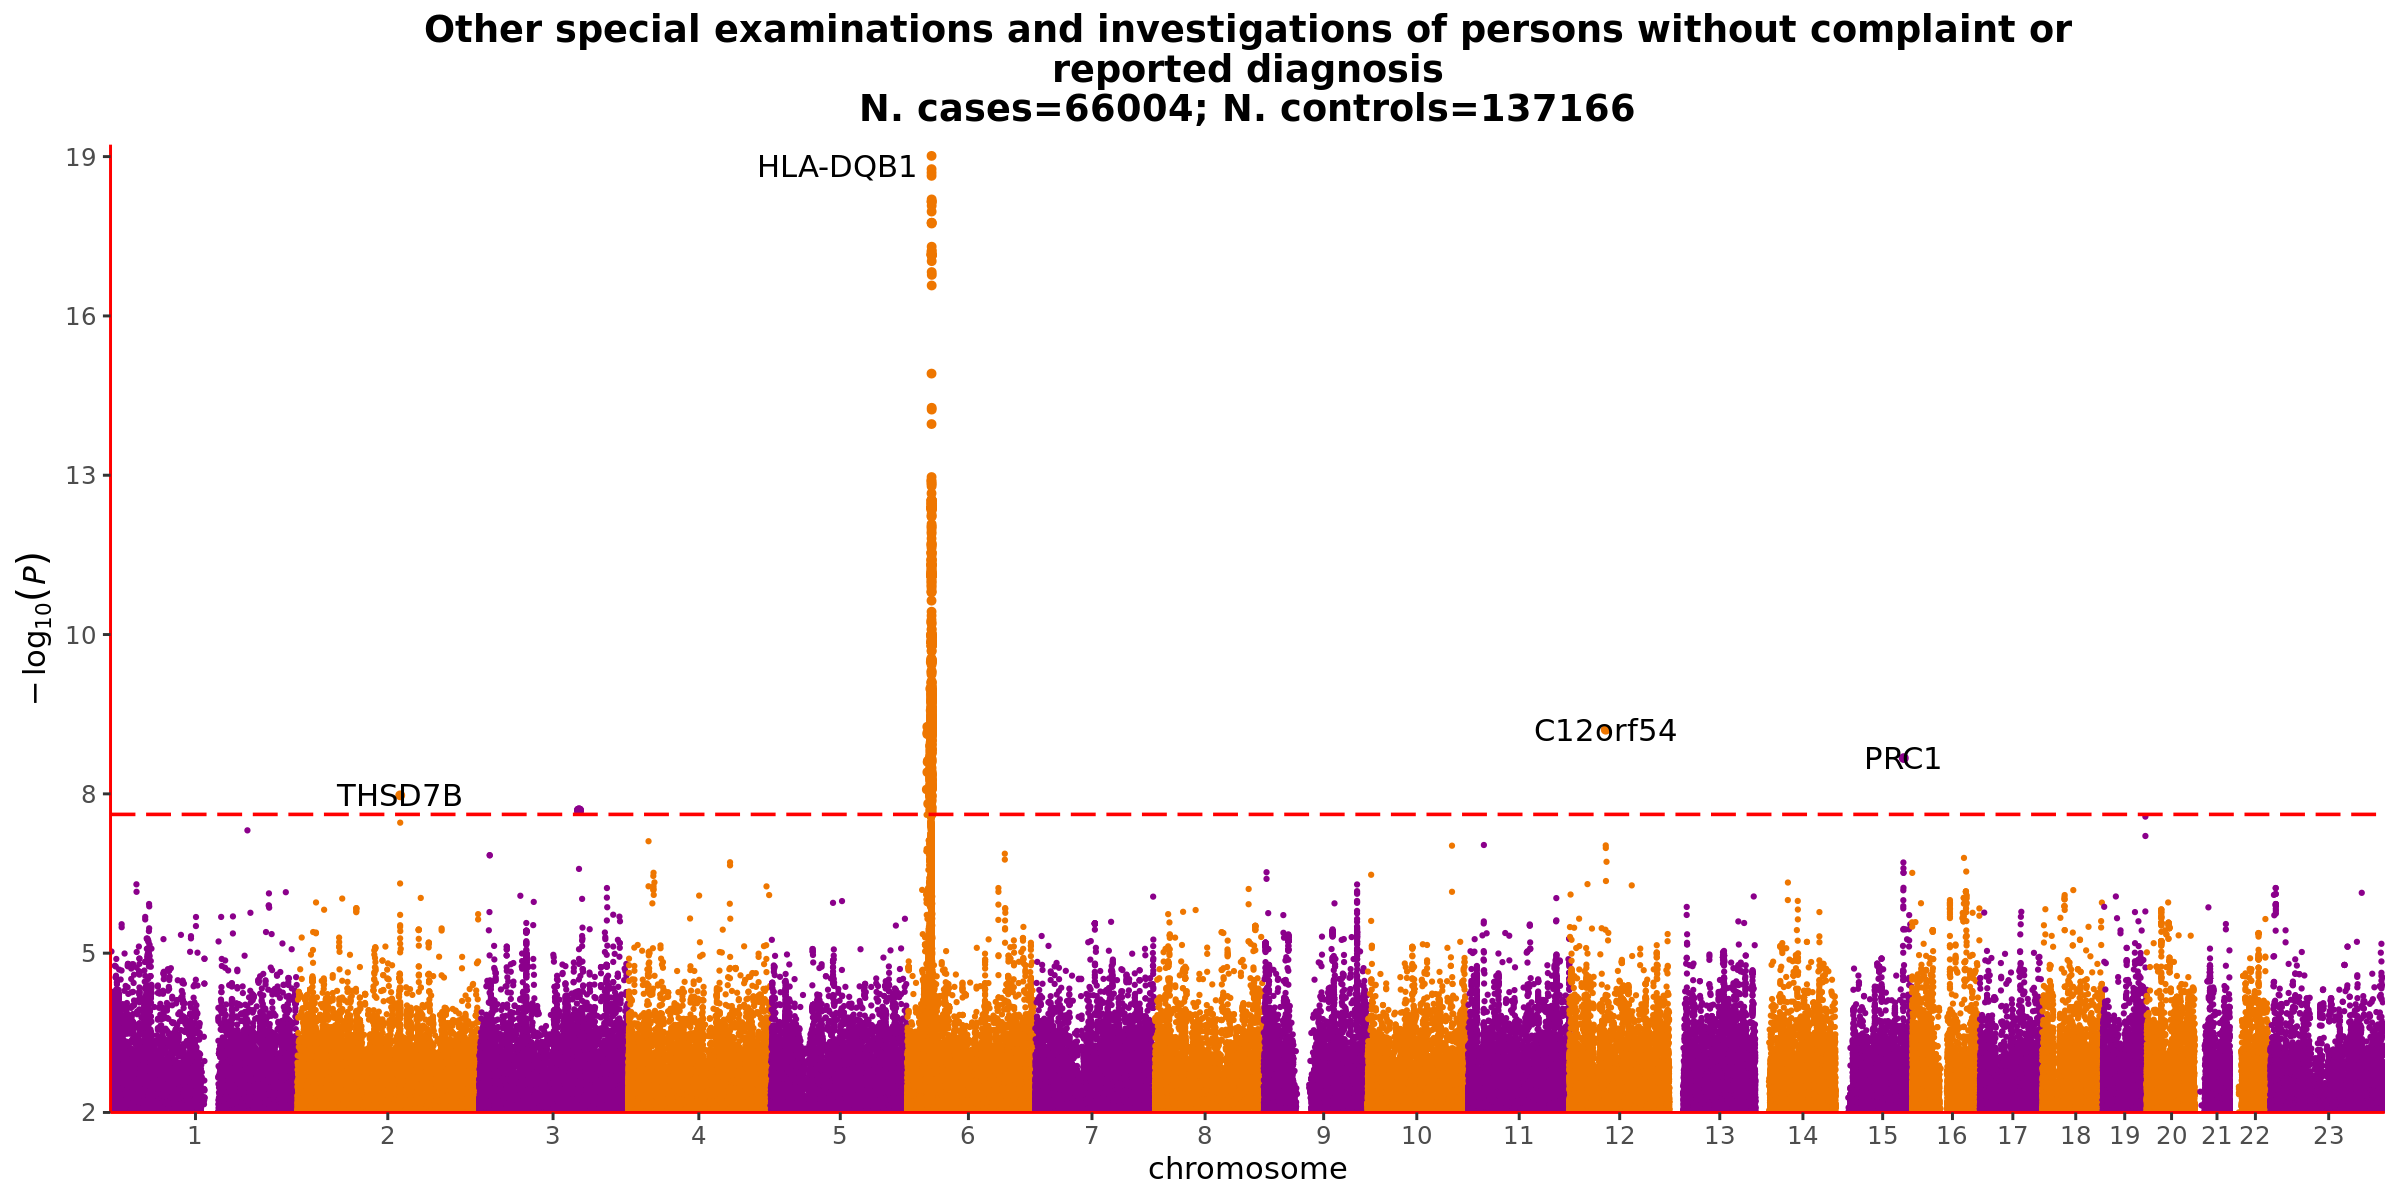 Other special examinations and investigations of persons without complaint or
reported diagnosis
N. cases=66004; N. controls=137166
19
HLA-DQB1
16
13
10
− log10(P)
C12orf54
PRC1
THSD7B
8
5
2
1 2 3 4 5 6 7 8 9 10 11 12 13 14 15 16 17 18 19 20 21 22 23
chromosome